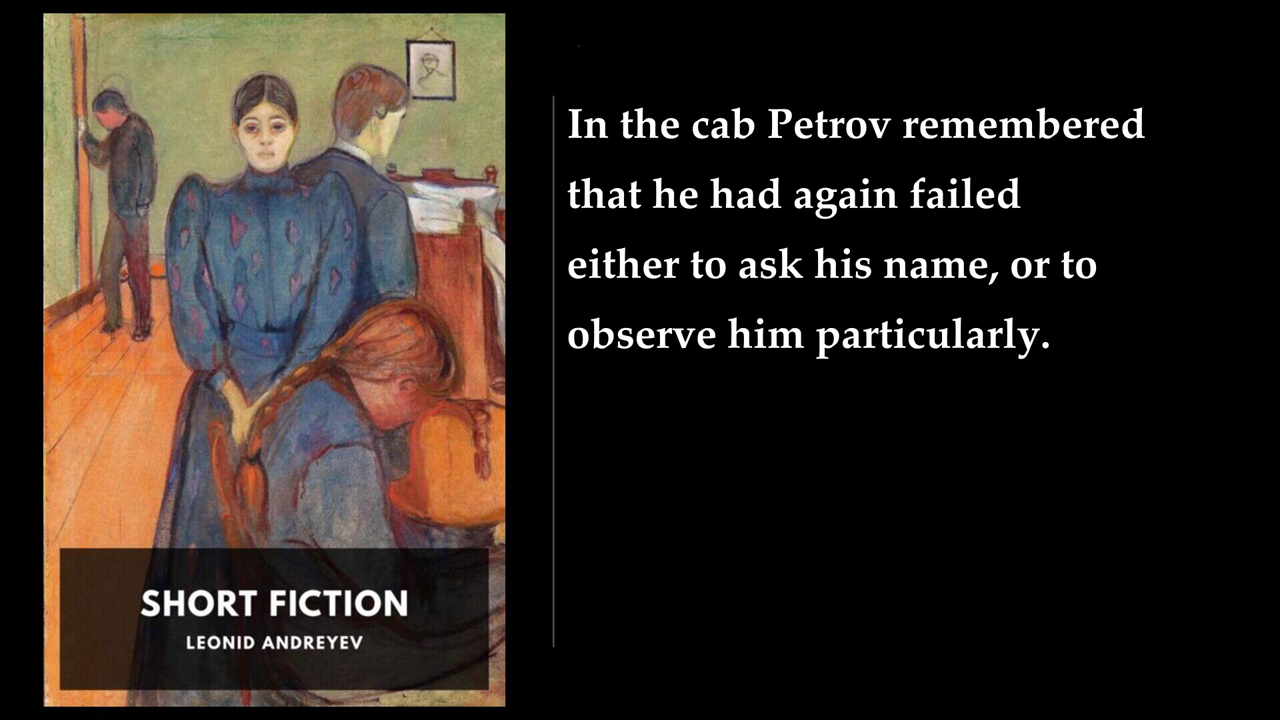 In the cab Petrov remembered
that he had again failed
either to ask his name, or to
observe him particularly.
SHORT FICTION
LEONID ANDREYEV